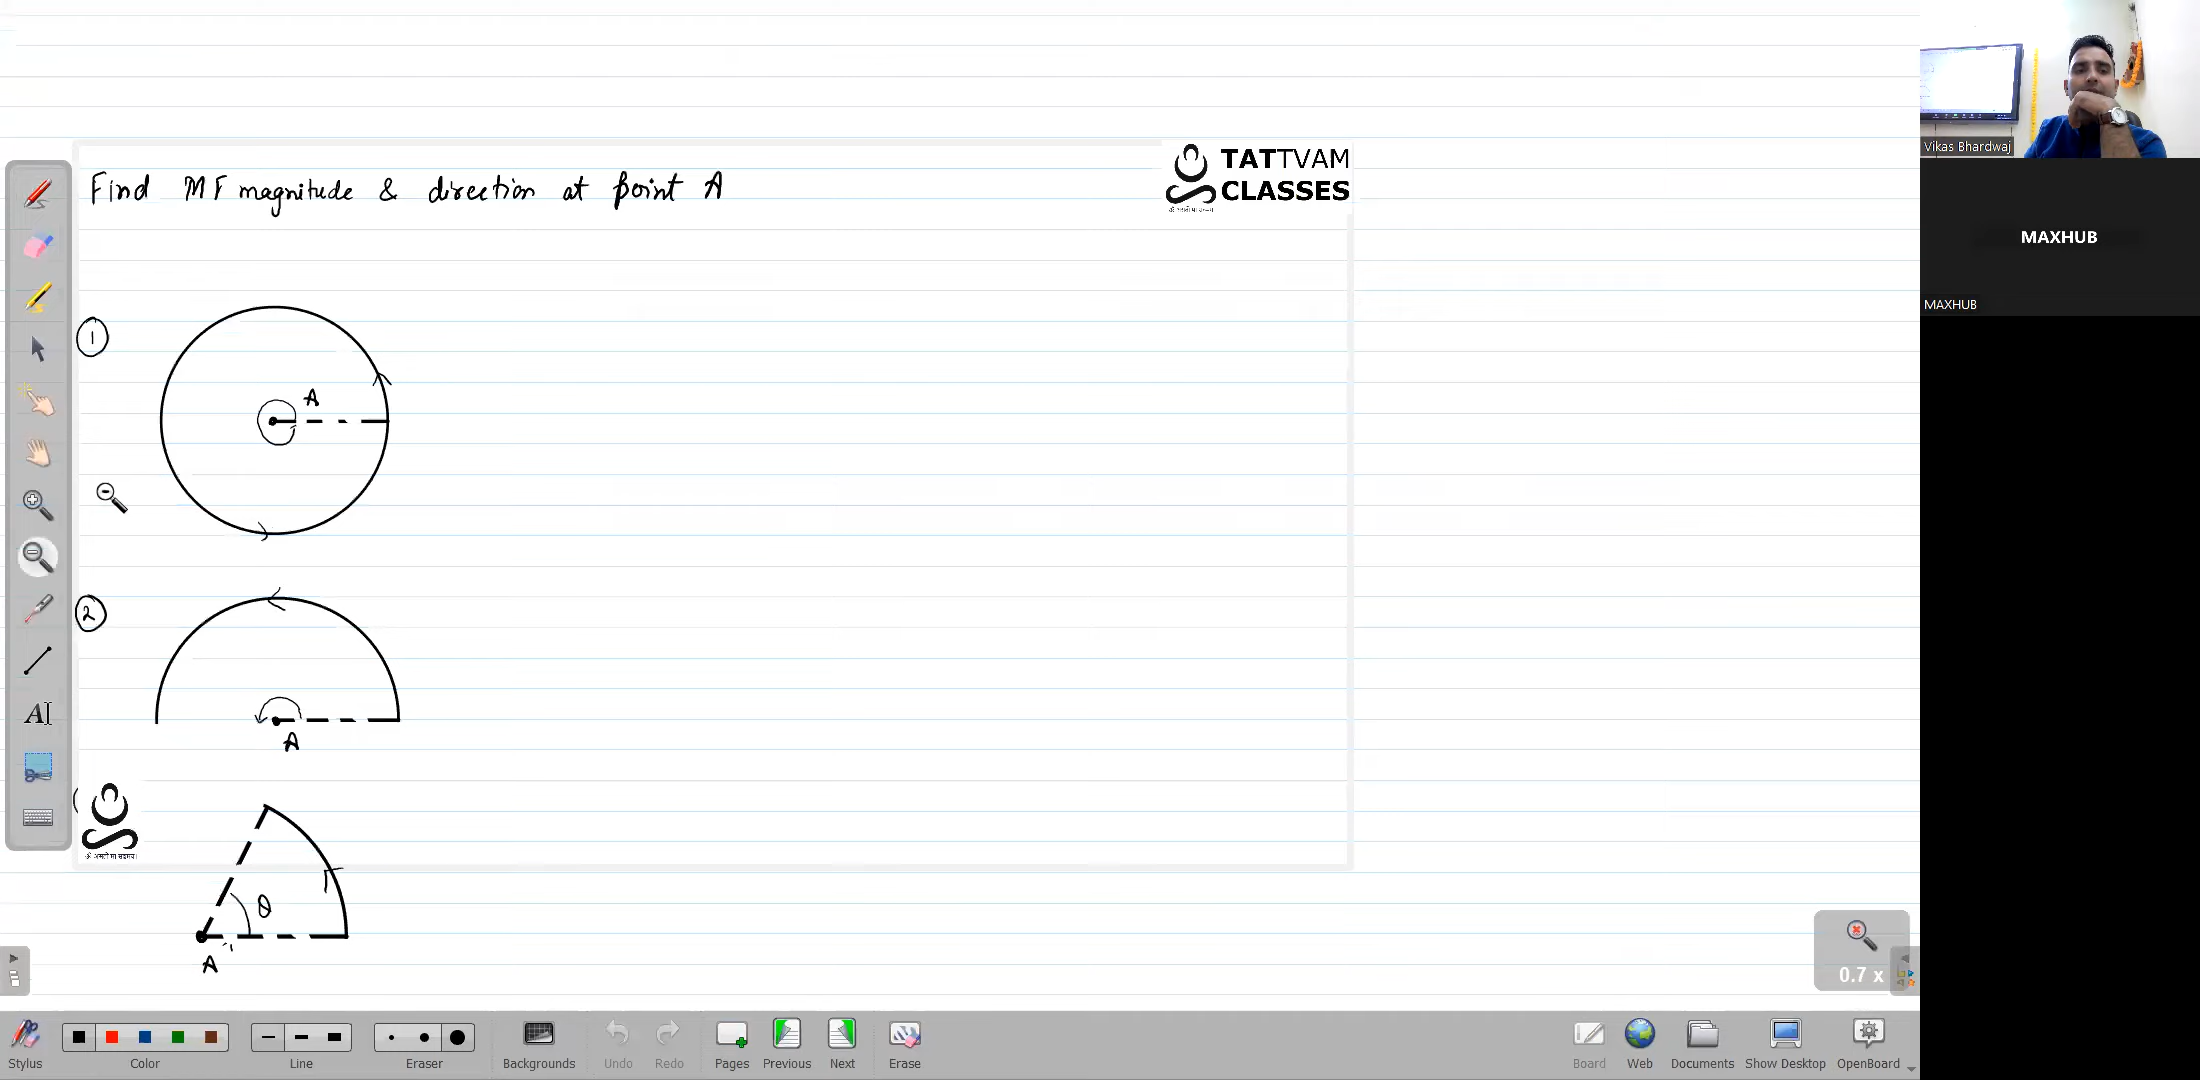 Find MF magnitude & direction at point A
TATTVAM
CLASSES
1
A
2
A
θ
A
Vikas Bhardwaj
MAXHUB
MAXHUB
A
0.7 x
Stylus
Color
Line
Eraser
Backgrounds
Undo
Redo
Pages
Previous
Next
Erase
Board
Web
Documents
Show Desktop
OpenBoard